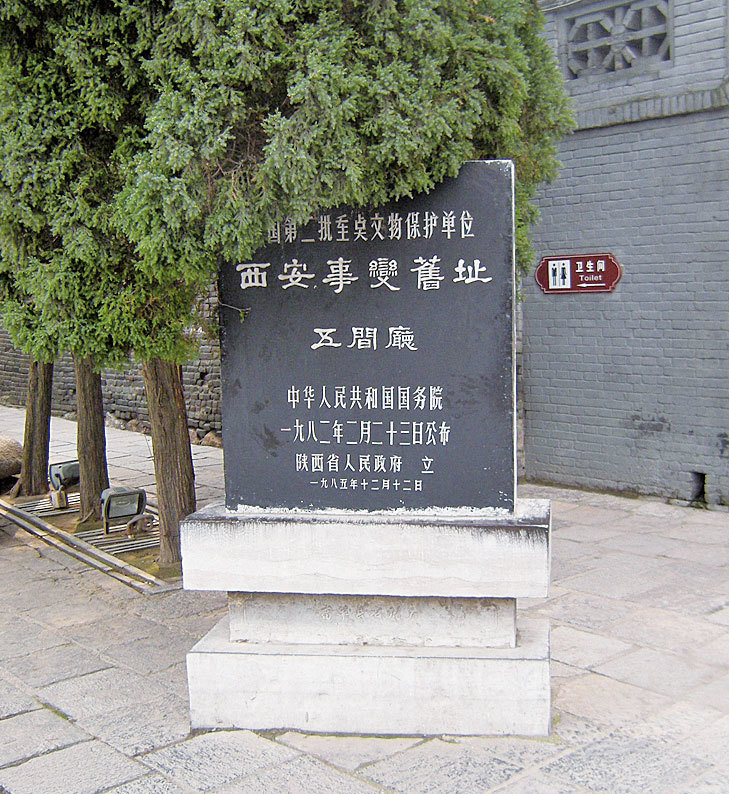 国第二批重点文物保护单位
西安事變舊址
五間廳
中华人民共和国国务院
一九八二年二月二十三日公布
陕西省人民政府 立
一九八五年十二月十二日
卫生间
Toilet